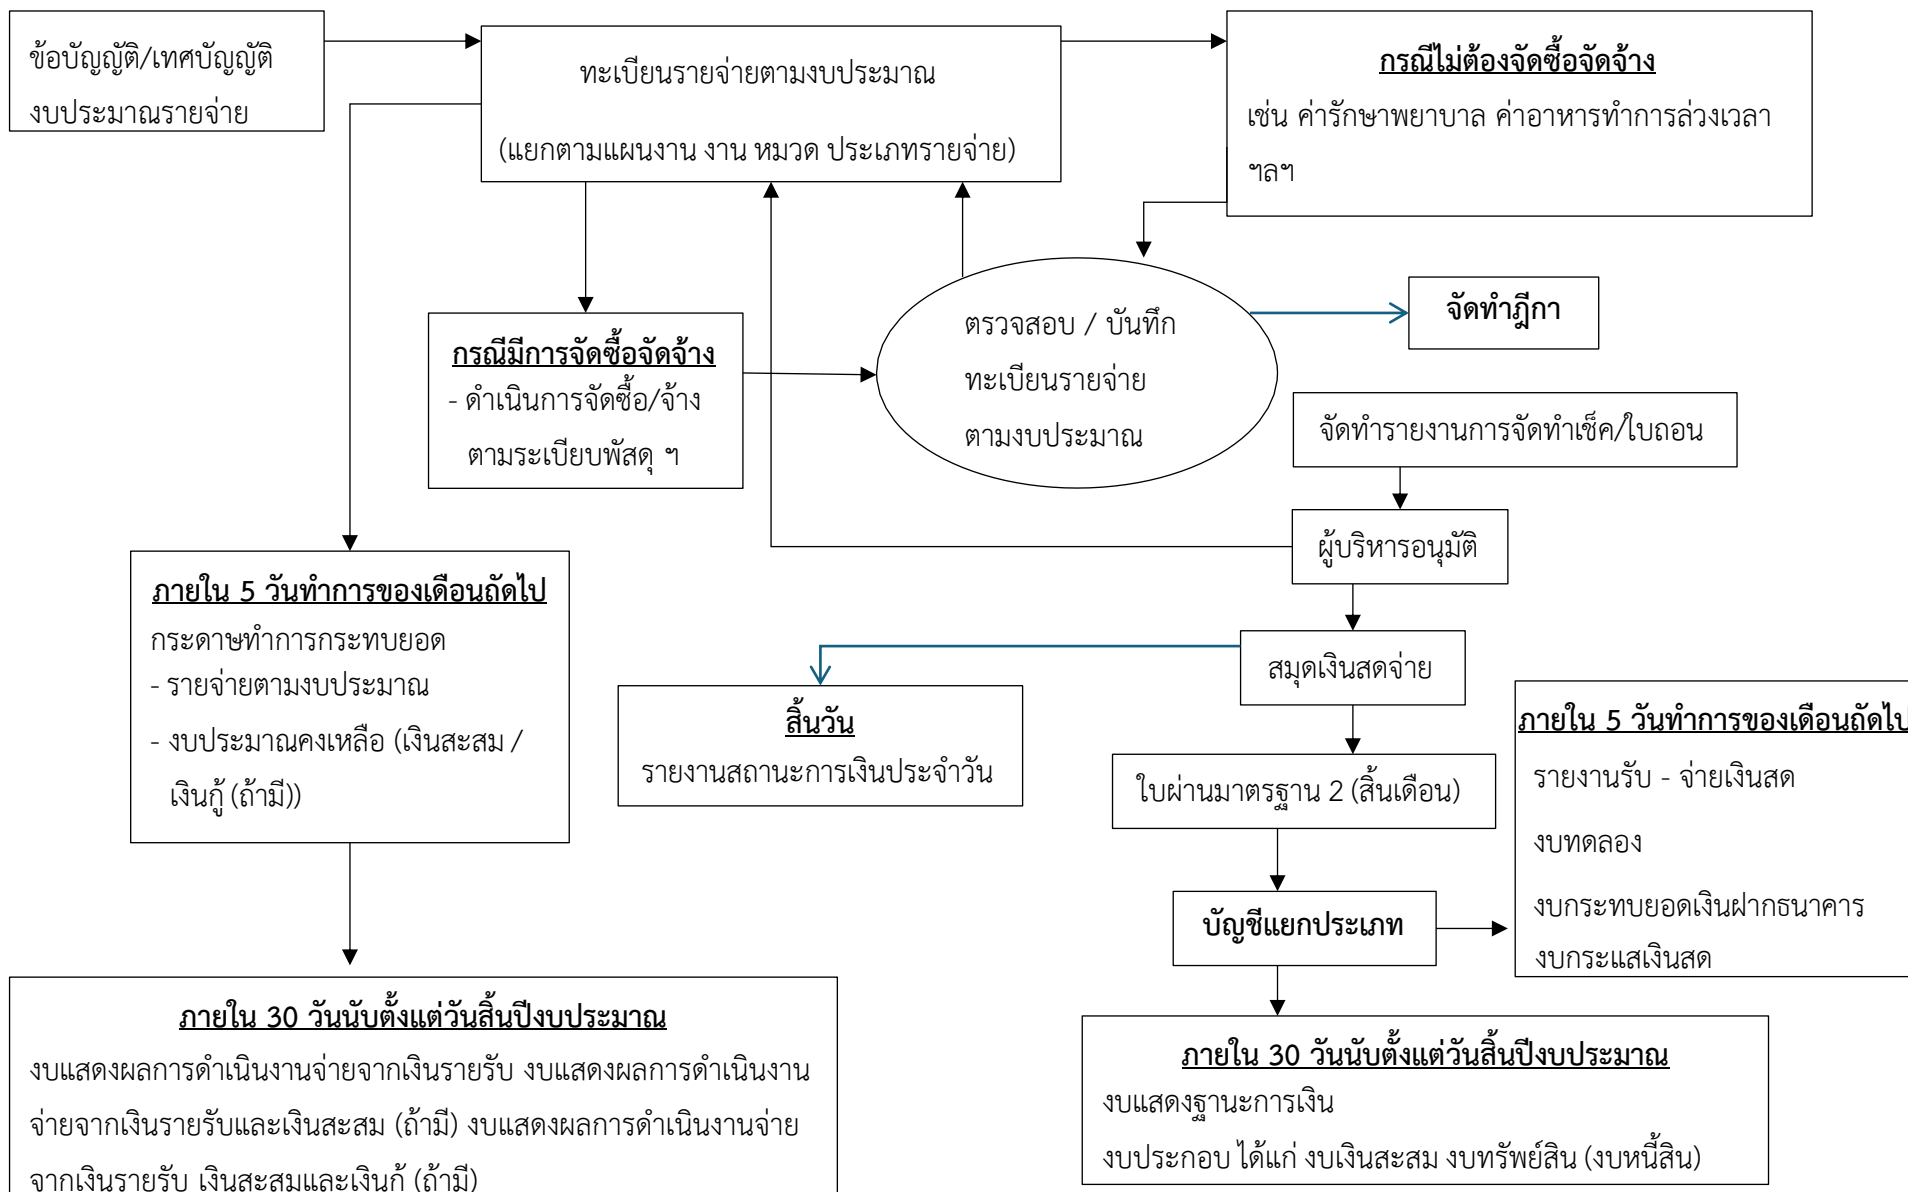 ข้อบัญญัติ/เทศบัญญัติ
งบประมาณรายจ่าย
ทะเบียนรายจ่ายตามงบประมาณ
(แยกตามแผนงาน งาน หมวด ประเภทรายจ่าย)
กรณีไม่ต้องจัดซื้อจัดจ้าง
เช่น ค่ารักษาพยาบาล ค่าอาหารทำการล่วงเวลา
ฯลฯ
กรณีมีการจัดซื้อจัดจ้าง
- ดำเนินการจัดซื้อ/จ้าง
ตามระเบียบพัสดุ ฯ
ตรวจสอบ / บันทึก
ทะเบียนรายจ่าย
ตามงบประมาณ
จัดทำฎีกา
จัดทำรายงานการจัดทำเช็ค/ใบถอน
ผู้บริหารอนุมัติ
ภายใน 5 วันทำการของเดือนถัดไป
กระดาษทำการกระทบยอด
- รายจ่ายตามงบประมาณ
- งบประมาณคงเหลือ (เงินสะสม /
เงินกู้ (ถ้ามี))
สมุดเงินสดจ่าย
สิ้นวัน
รายงานสถานะการเงินประจำวัน
ใบผ่านมาตรฐาน 2 (สิ้นเดือน)
ภายใน 5 วันทำการของเดือนถัดไป
รายงานรับ - จ่ายเงินสด
งบทดลอง
งบกระทบยอดเงินฝากธนาคาร
งบกระแสเงินสด
บัญชีแยกประเภท
ภายใน 30 วันนับตั้งแต่วันสิ้นปีงบประมาณ
งบแสดงผลการดำเนินงานจ่ายจากเงินรายรับ งบแสดงผลการดำเนินงาน
จ่ายจากเงินรายรับและเงินสะสม (ถ้ามี) งบแสดงผลการดำเนินงานจ่าย
จากเงินรายรับ เงินสะสมและเงินกู้ (ถ้ามี)
ภายใน 30 วันนับตั้งแต่วันสิ้นปีงบประมาณ
งบแสดงฐานะการเงิน
งบประกอบ ได้แก่ งบเงินสะสม งบทรัพย์สิน (งบหนี้สิน)